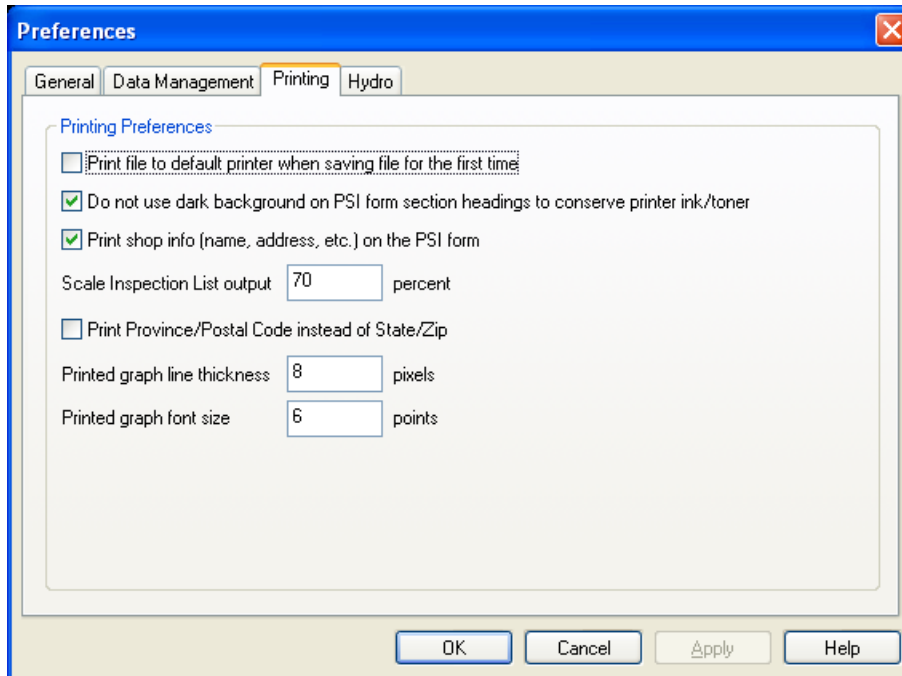 Preferences
General Data Management Printing Hydro
Printing Preferences
Print file to default printer when saving file for the first time
Do not use dark background on PSI form section headings to conserve printer ink/toner
Print shop info (name, address, etc.) on the PSI form
Scale Inspection List output 70 percent
Print Province/Postal Code instead of State/Zip
Printed graph line thickness 8 pixels
Printed graph font size 6 points
OK Cancel Apply Help